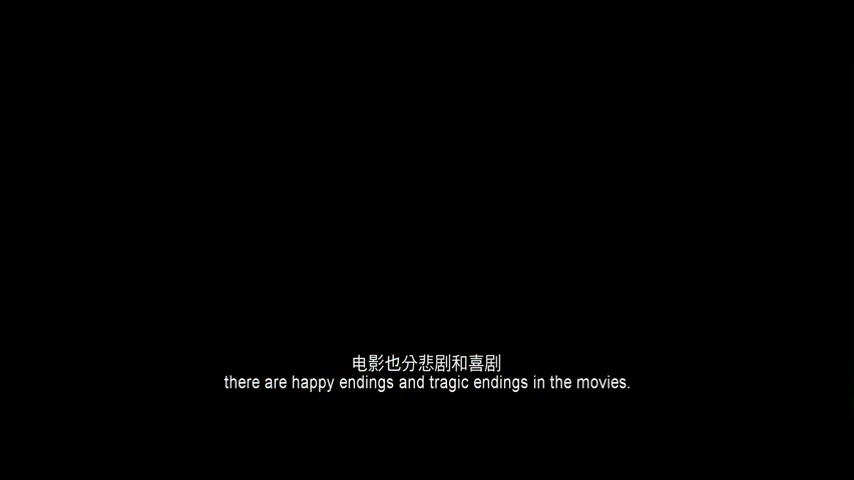 电影也分悲剧和喜剧
there are happy endings and tragic endings in the movies.